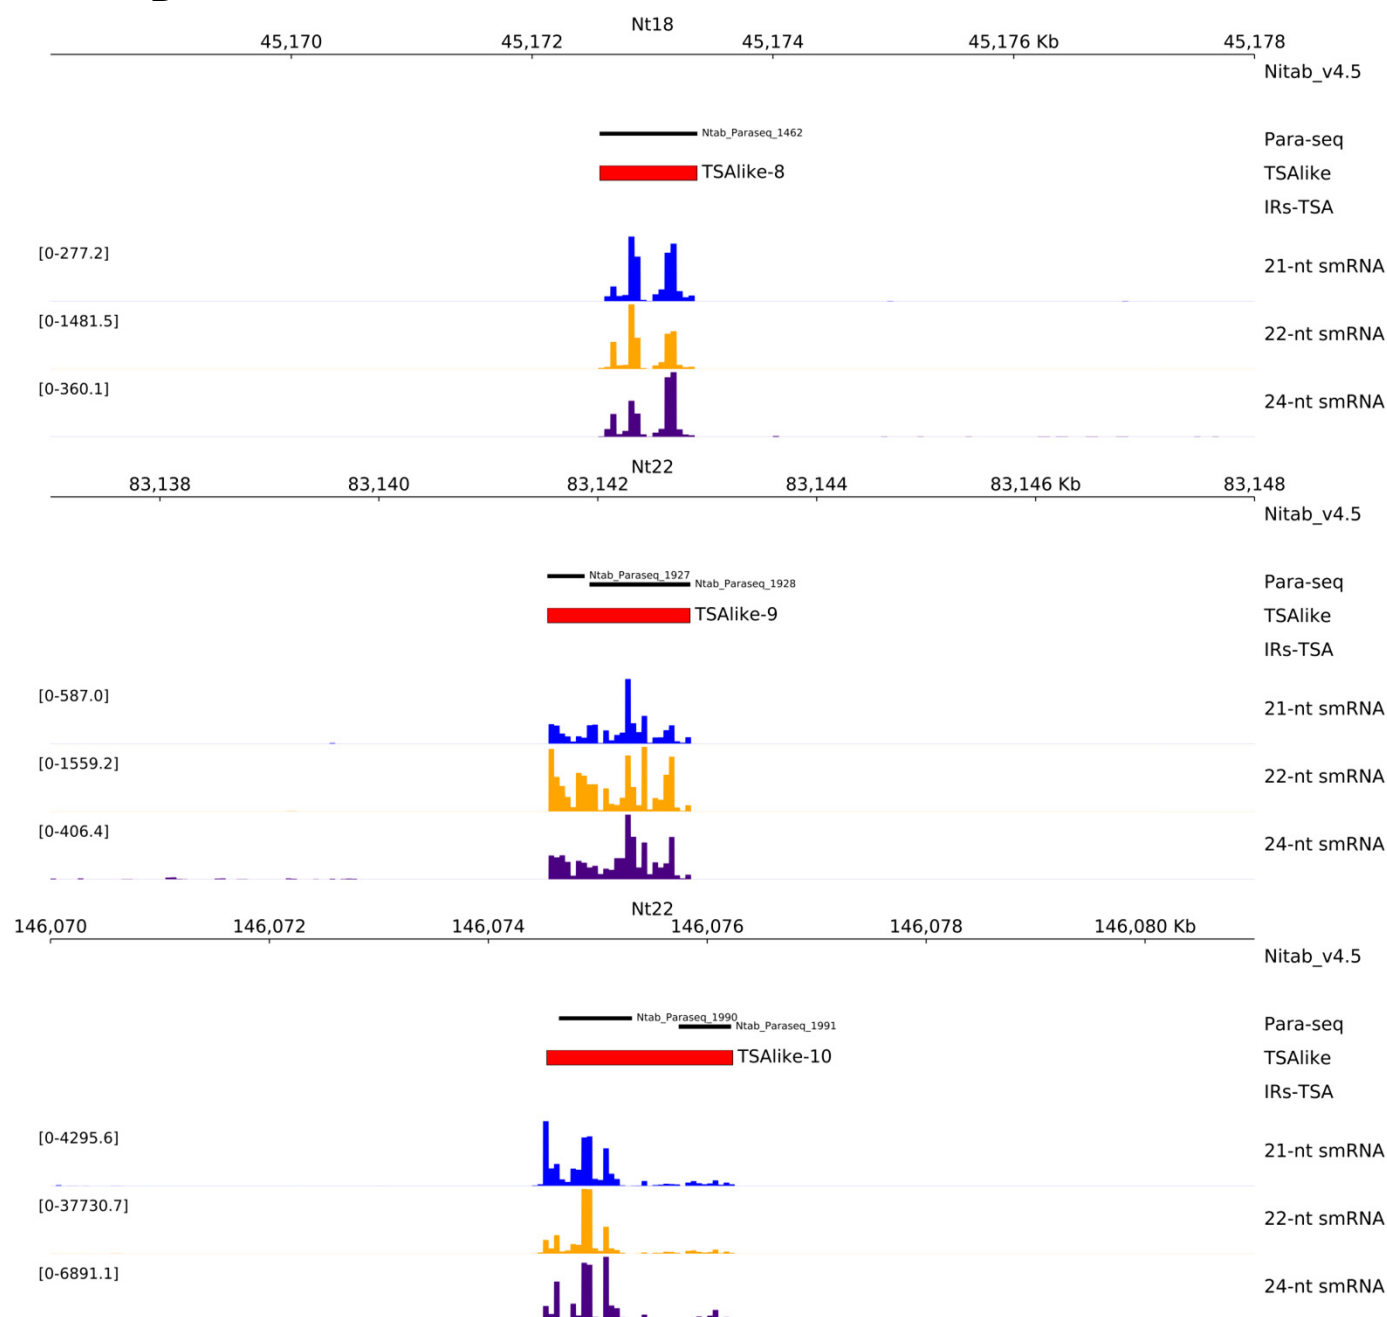 Nt18
45,170 45,172 45,174 45,176 Kb 45,178
Nitab_v4.5
Ntab_Paraseq_1462
Para-seq
TSAlike-8
TSAlike
IRs-TSA
[0-277.2]
21-nt smRNA
[0-1481.5]
22-nt smRNA
[0-360.1]
24-nt smRNA
Nt22
83,138 83,140 83,142 83,144 83,146 Kb 83,148
Nitab_v4.5
Ntab_Paraseq_1927
Ntab_Paraseq_1928
Para-seq
TSAlike-9
TSAlike
IRs-TSA
[0-587.0]
21-nt smRNA
[0-1559.2]
22-nt smRNA
[0-406.4]
24-nt smRNA
Nt22
146,070 146,072 146,074 146,076 146,078 146,080 Kb
Nitab_v4.5
Ntab_Paraseq_1990
Ntab_Paraseq_1991
Para-seq
TSAlike-10
TSAlike
IRs-TSA
[0-4295.6]
21-nt smRNA
[0-37730.7]
22-nt smRNA
[0-6891.1]
24-nt smRNA